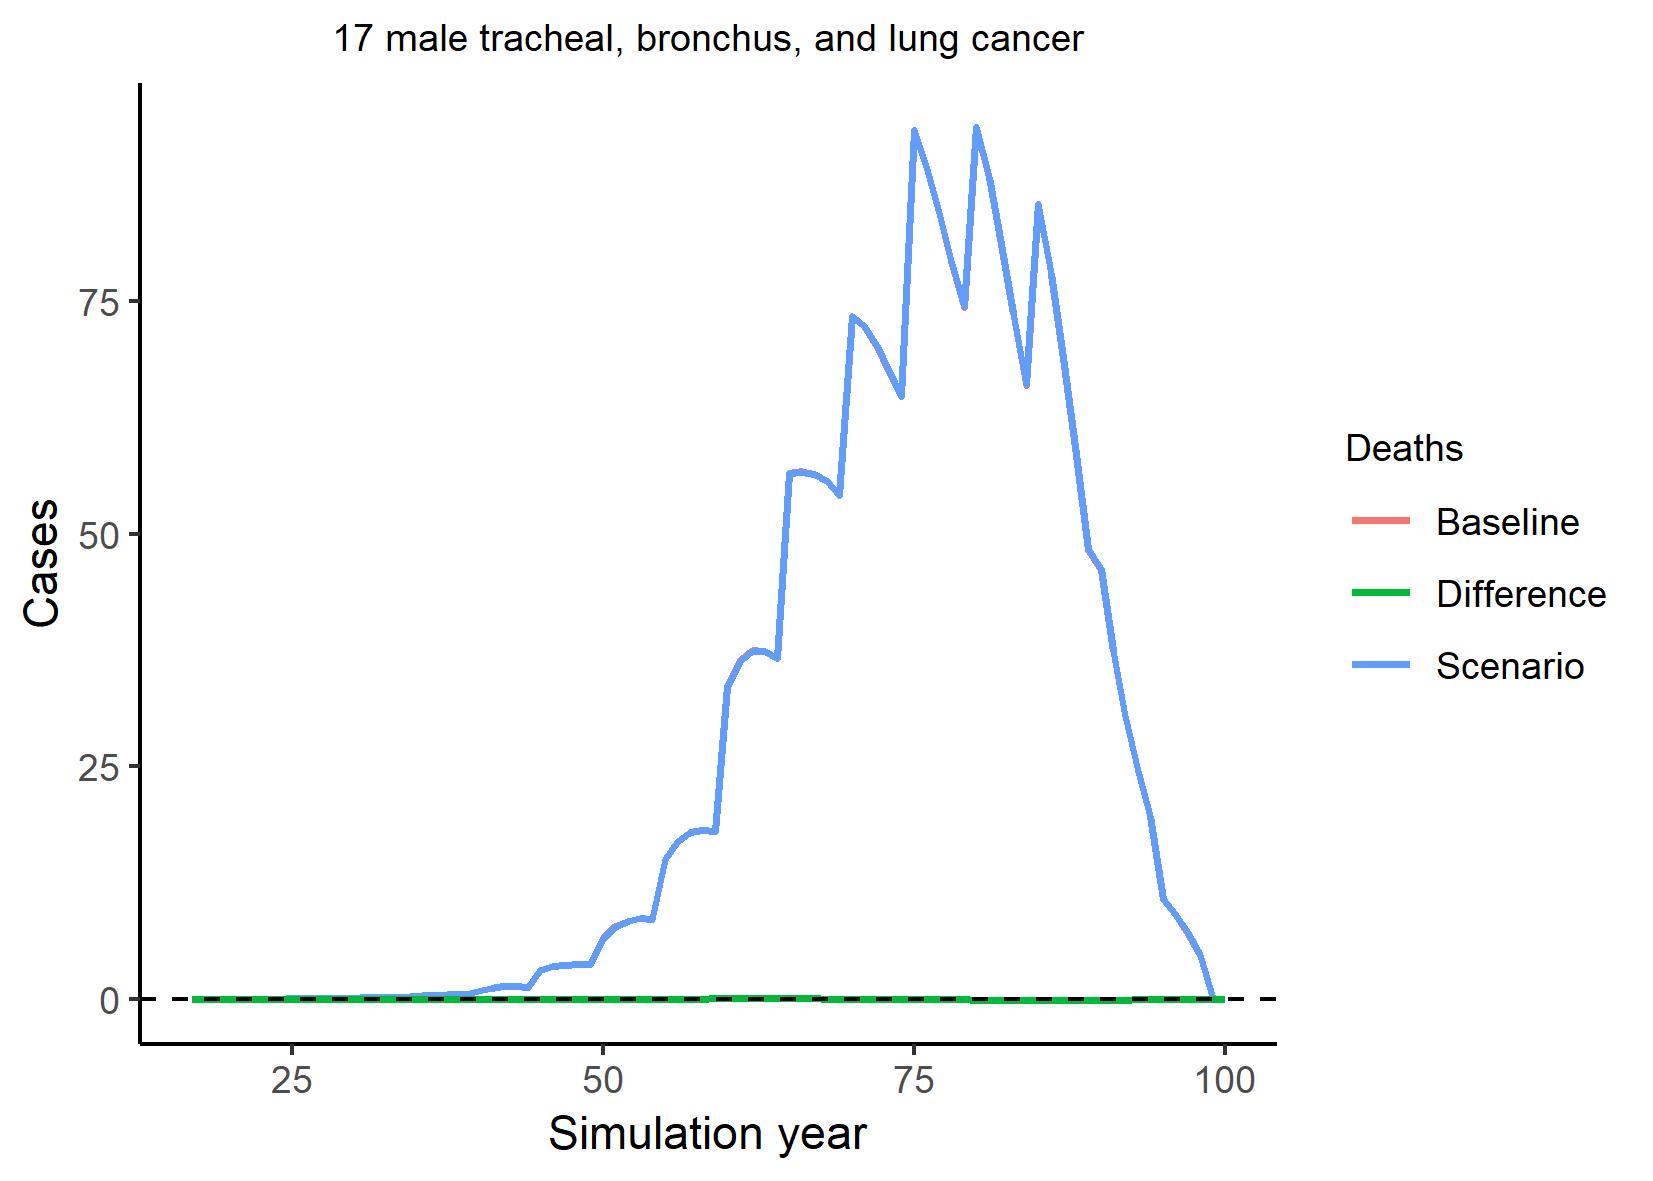 17 male tracheal, bronchus, and lung cancer
Cases
75
50
25
0
25 50 75 100
Simulation year
Deaths
Baseline
Difference
Scenario